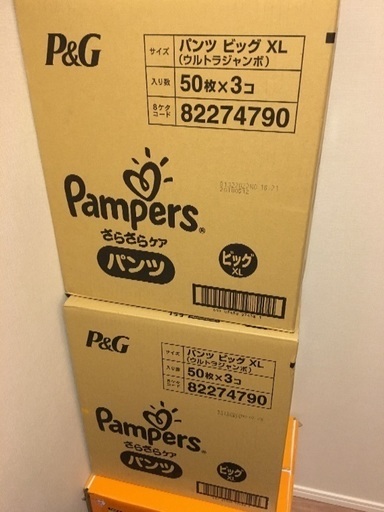 P&G
サイズ パンツ ビッグ XL
(ウルトラジャンボ)
入り数 50枚×3コ
8ケタ
コード 82274790
Pampers®
さらさらケア
パンツ
ビッグ
XL
P&G
サイズ パンツ ビッグ XL
(ウルトラジャンボ)
入り数 50枚×3コ
82274790
Pampers®
さらさらケア
パンツ
ビッグ
XL